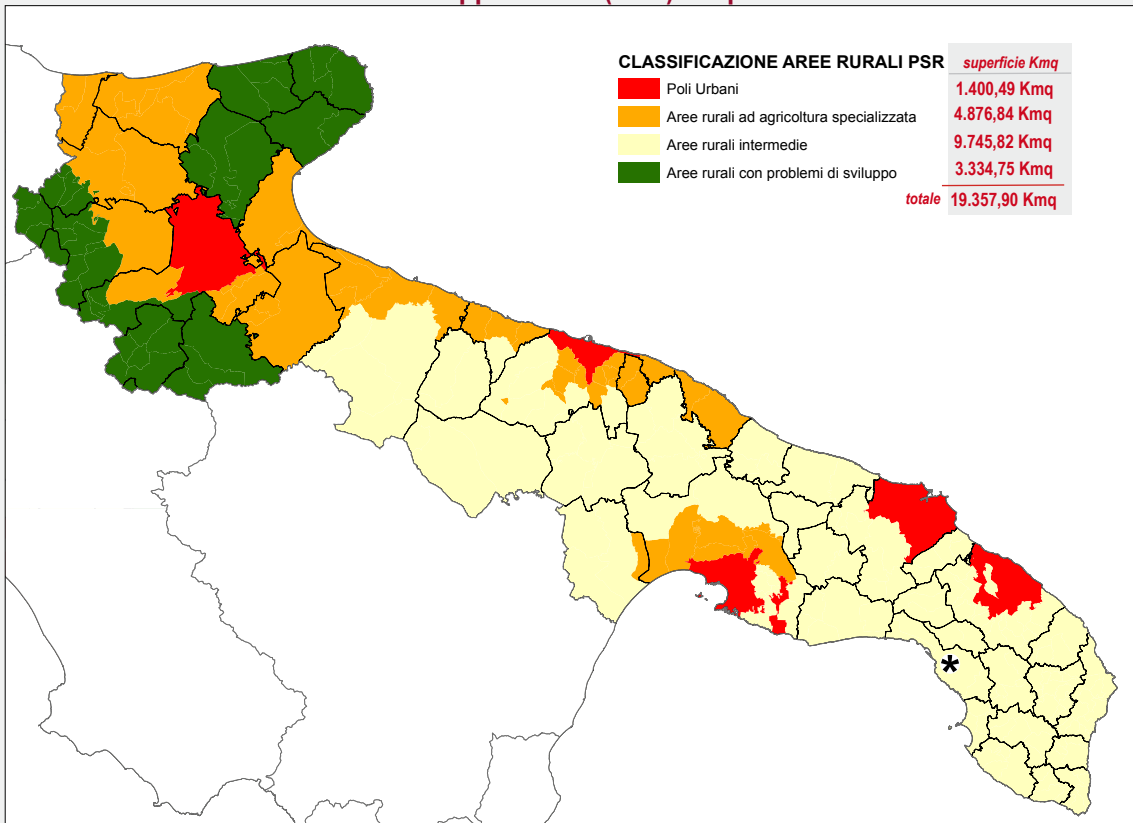 CLASSIFICAZIONE AREE RURALI PSR superficie Kmq
Poli Urbani 1.400,49 Kmq
Aree rurali ad agricoltura specializzata 4.876,84 Kmq
Aree rurali intermedie 9.745,82 Kmq
Aree rurali con problemi di sviluppo 3.334,75 Kmq
totale 19.357,90 Kmq
*